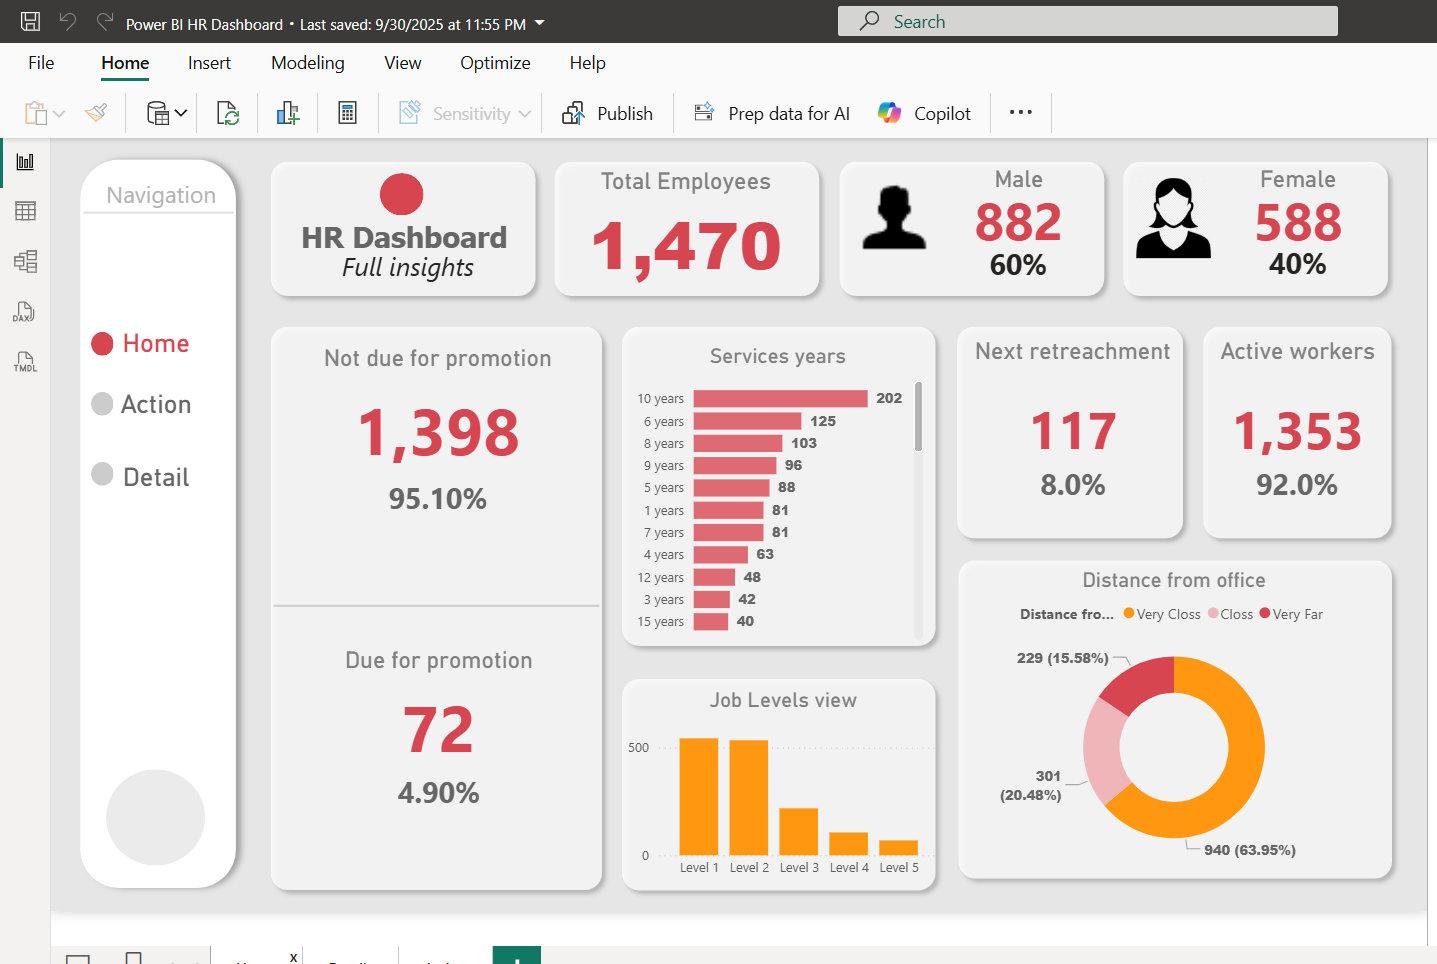 Power BI HR Dashboard • Last saved: 9/30/2025 at 11:55 PM
Search
File Home Insert Modeling View Optimize Help
Sensitivity Publish Prep data for AI Copilot
DAX
TMDL
Navigation
Home
Action
Detail
HR Dashboard
Full insights
Total Employees
1,470
Male
882
60%
Female
588
40%
Not due for promotion
1,398
95.10%
Due for promotion
72
4.90%
Services years
10 years 202
6 years 125
8 years 103
9 years 96
5 years 88
1 years 81
7 years 81
4 years 63
12 years 48
3 years 42
15 years 40
Job Levels view
500
0
Level 1 Level 2 Level 3 Level 4 Level 5
Next retreachment
117
8.0%
Active workers
1,353
92.0%
Distance from office
Distance fro... Very Closs Closs Very Far
229 (15.58%)
301
(20.48%)
940 (63.95%)
x